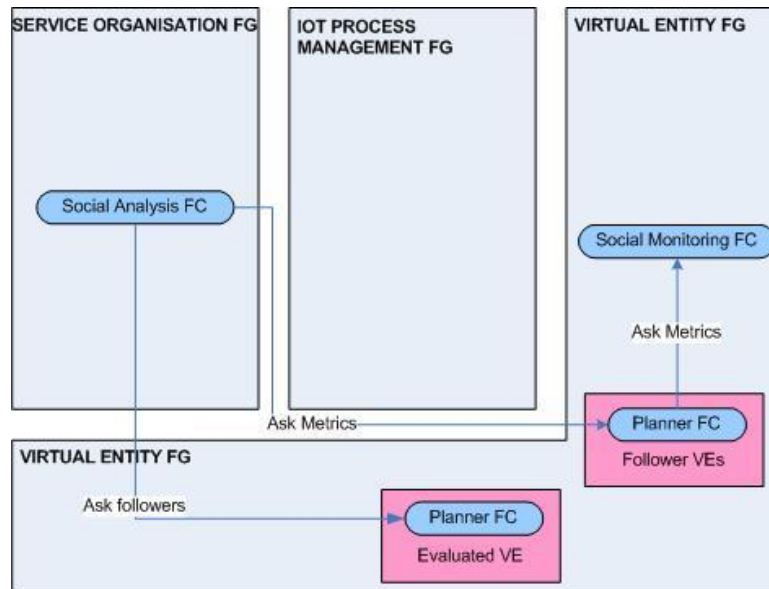 SERVICE ORGANISATION FG
IOT PROCESS
MANAGEMENT FG
VIRTUAL ENTITY FG
Social Analysis FC
Social Monitoring FC
Ask Metrics
Ask Metrics
Planner FC
Follower VEs
VIRTUAL ENTITY FG
Ask followers
Planner FC
Evaluated VE